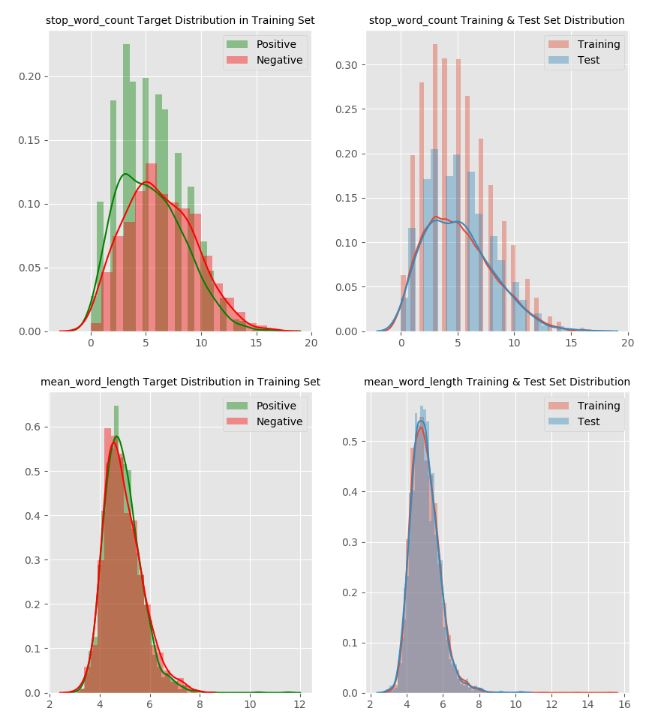 stop_word_count Target Distribution in Training Set
Positive
Negative
0.20
0.15
0.10
0.05
0.00
0 5 10 15 20
stop_word_count Training & Test Set Distribution
Training
Test
0.30
0.25
0.20
0.15
0.10
0.05
0.00
0 5 10 15 20
mean_word_length Target Distribution in Training Set
Positive
Negative
0.6
0.5
0.4
0.3
0.2
0.1
0.0
2 4 6 8 10 12
mean_word_length Training & Test Set Distribution
Training
Test
0.5
0.4
0.3
0.2
0.1
0.0
2 4 6 8 10 12 14 16